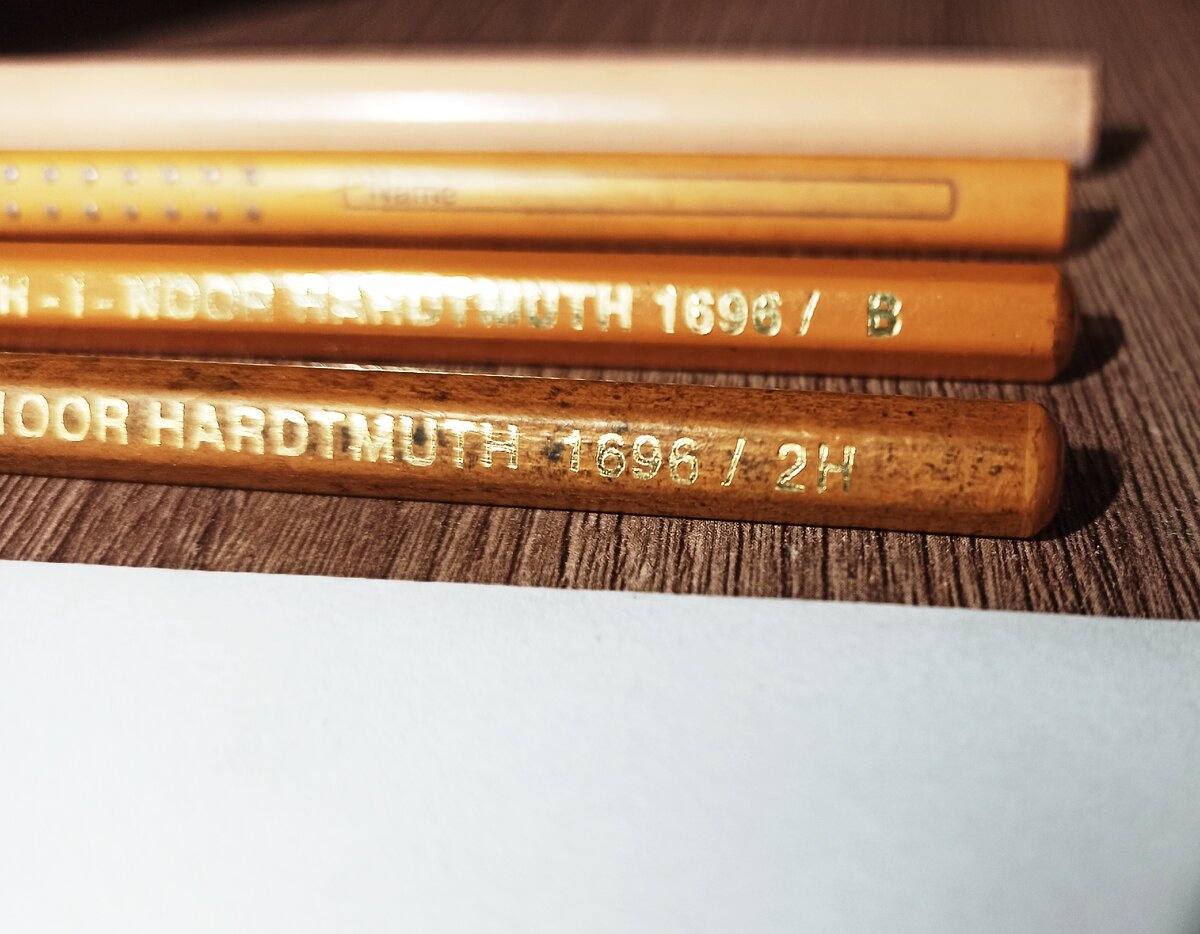 Name
H-I-NOOR HARDTMUTH 1696 / B
NOOR HARDTMUTH 1696 / 2H